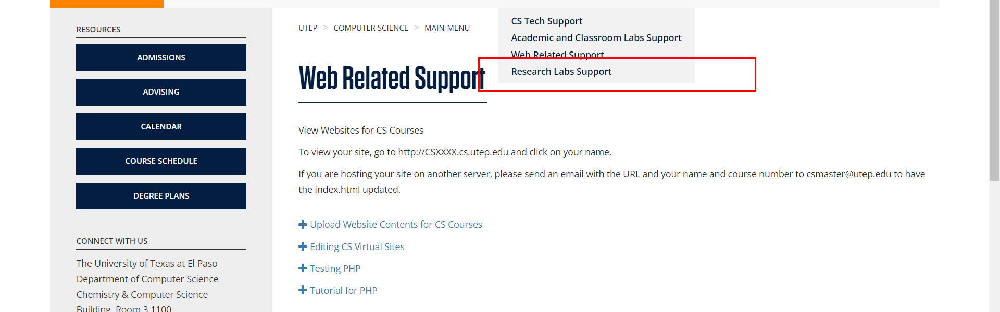 RESOURCES
ADMISSIONS
ADVISING
CALENDAR
COURSE SCHEDULE
DEGREE PLANS
CONNECT WITH US
The University of Texas at El Paso
Department of Computer Science
Chemistry & Computer Science
Building, Room 3.1100
UTEP > COMPUTER SCIENCE > MAIN-MENU
CS Tech Support
Academic and Classroom Labs Support
Web Related Support
Research Labs Support
Web Related Support
View Websites for CS Courses
To view your site, go to http://CSXXXX.cs.utep.edu and click on your name.
If you are hosting your site on another server, please send an email with the URL and your name and course number to csmaster@utep.edu to have
the index.html updated.
Upload Website Contents for CS Courses
Editing CS Virtual Sites
Testing PHP
Tutorial for PHP